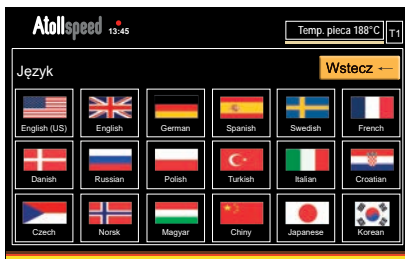 Atollspeed 13:45 Temp. pieca 188°C T1
Język Wstecz ←
English (US) English German Spanish Swedish French
Danish Russian Polish Turkish Italian Croatian
Czech Norsk Magyar Chiny Japanese Korean